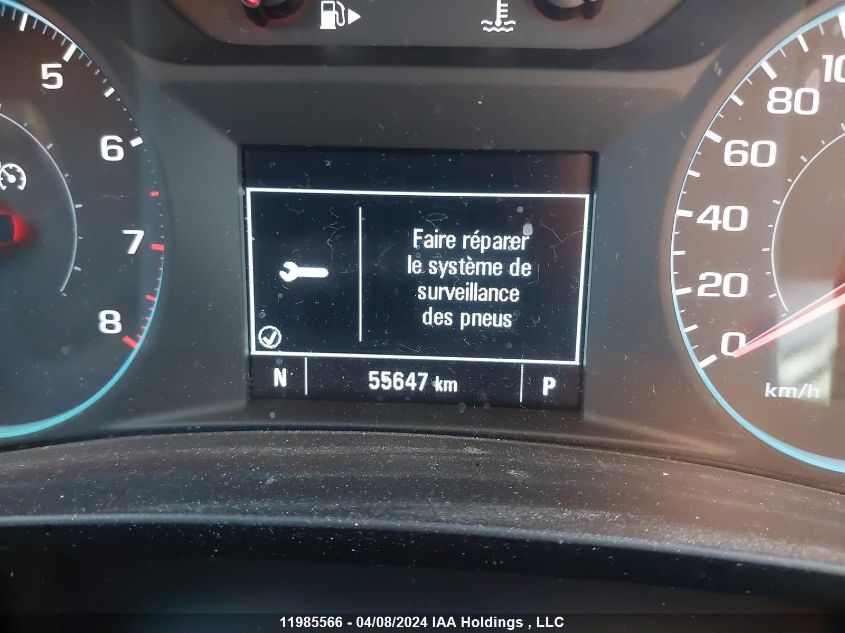 5
6
7
8
Faire réparer
le système de
surveillance
des pneus
N 55647 km P
80
60
40
20
0
km/h
11985566 - 04/08/2024 IAA Holdings , LLC